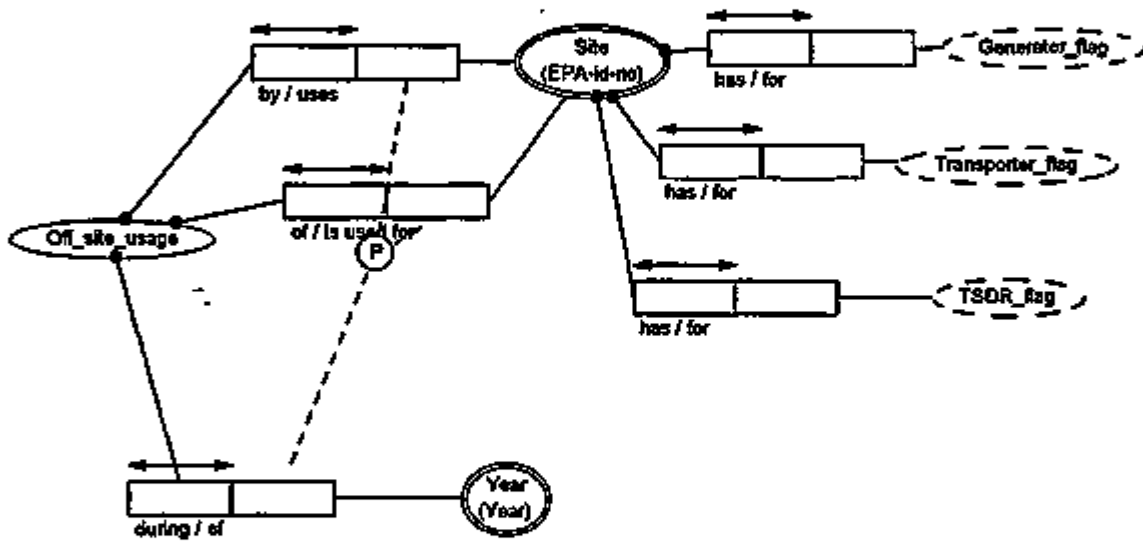 Site
(EPA-id-no)
Generator_flag
by / uses
has / for
Transporter_flag
has / for
of / is used for
Off_site_usage
P
TSDR_flag
has / for
Year
(Year)
during / of